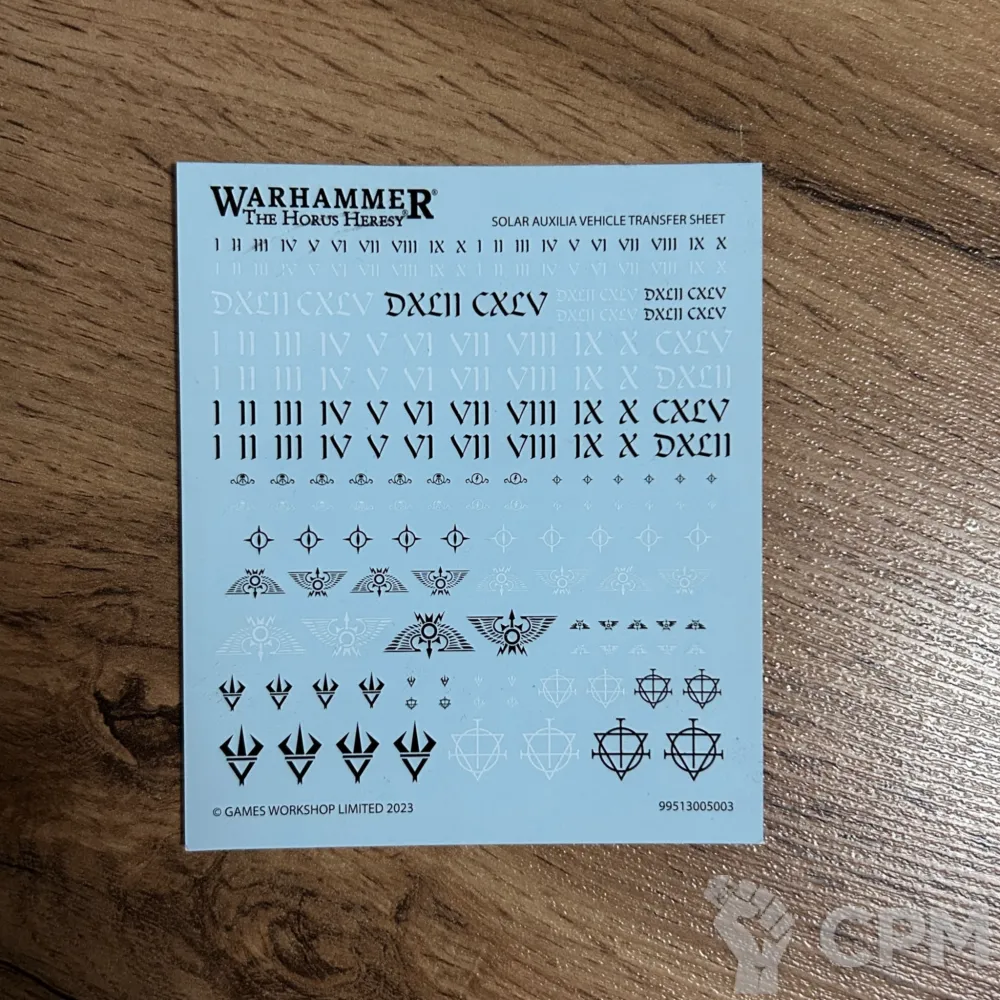 WARHAMMER®
THE HORUS HERESY®
SOLAR AUXILIA VEHICLE TRANSFER SHEET
I II III IV V VI VII VIII IX X I II III IV V VI VII VIII IX X
I II III IV V VI VII VIII IX X I II III IV V VI VII VIII IX X
DXLII CXLV DXLII CXLV DXLII CXLV DXLII CXLV
DXLII CXLV DXLII CXLV
I II III IV V VI VII VIII IX X CXLV
I II III IV V VI VII VIII IX X DXLII
I II III IV V VI VII VIII IX X CXLV
I II III IV V VI VII VIII IX X DXLII
© GAMES WORKSHOP LIMITED 2023
99513005003
CPM